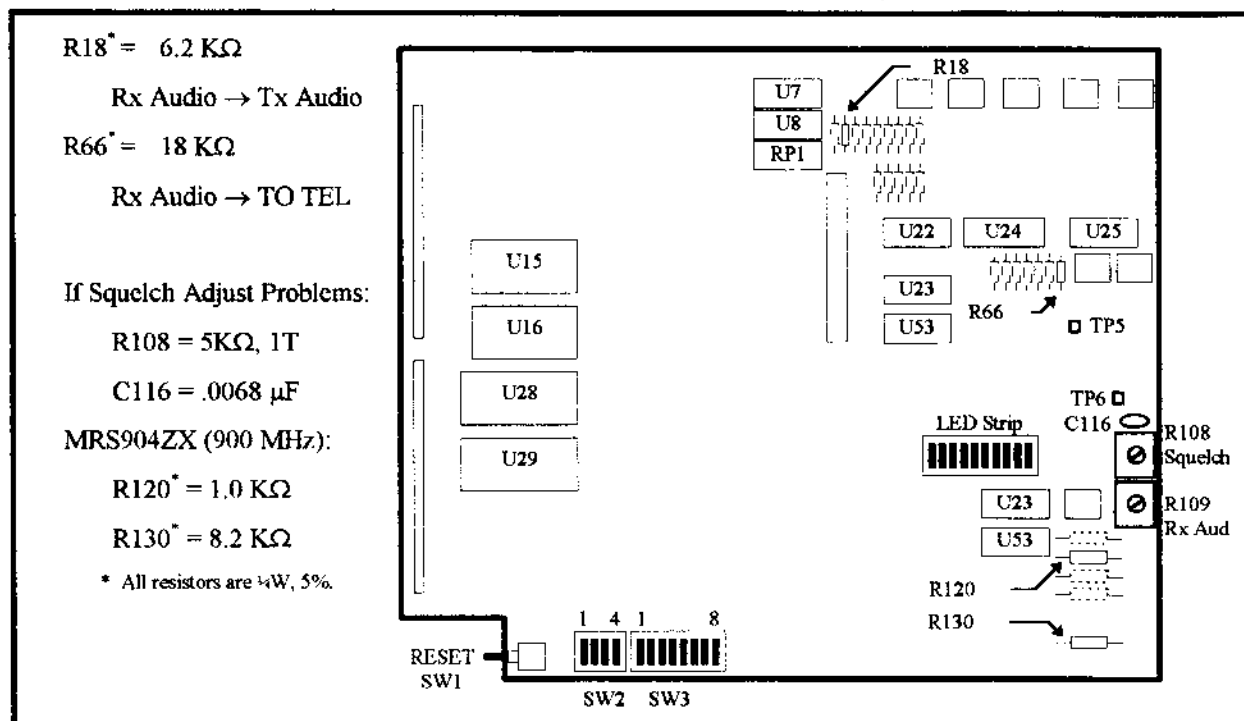 R18* = 6.2 KΩ
Rx Audio → Tx Audio
R66* = 18 KΩ
Rx Audio → TO TEL
If Squelch Adjust Problems:
R108 = 5KΩ, 1T
C116 = .0068 µF
MRS904ZX (900 MHz):
R120* = 1.0 KΩ
R130* = 8.2 KΩ
* All resistors are ¼W, 5%.
R18
U7
U8
RP1
U22 U24 U25
U15
U23
R66
U16
U53
TP5
U28
TP6
C116
LED Strip
R108
Squelch
U29
U23
R109
Rx Aud
U53
R120
R130
1 4 1 8
RESET
SW1
SW2 SW3